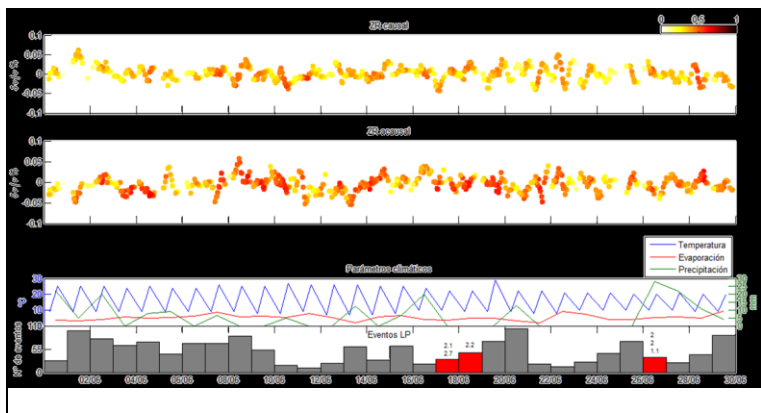 0 0.5 1
ZR causal
0.1
0.05
0
-0.05
-0.1
δv/v %
ZR acausal
0.1
0.05
0
-0.05
-0.1
δv/v %
Temperatura
Evaporación
Precipitación
Parámetros climáticos
30
20
10
ºC
mm
Eventos LP
110
50
0
Nº de eventos
2.1
2.7
2.2
2
2
1.1
02/06 04/06 06/06 08/06 10/06 12/06 14/06 16/06 18/06 20/06 22/06 24/06 26/06 28/06 30/06